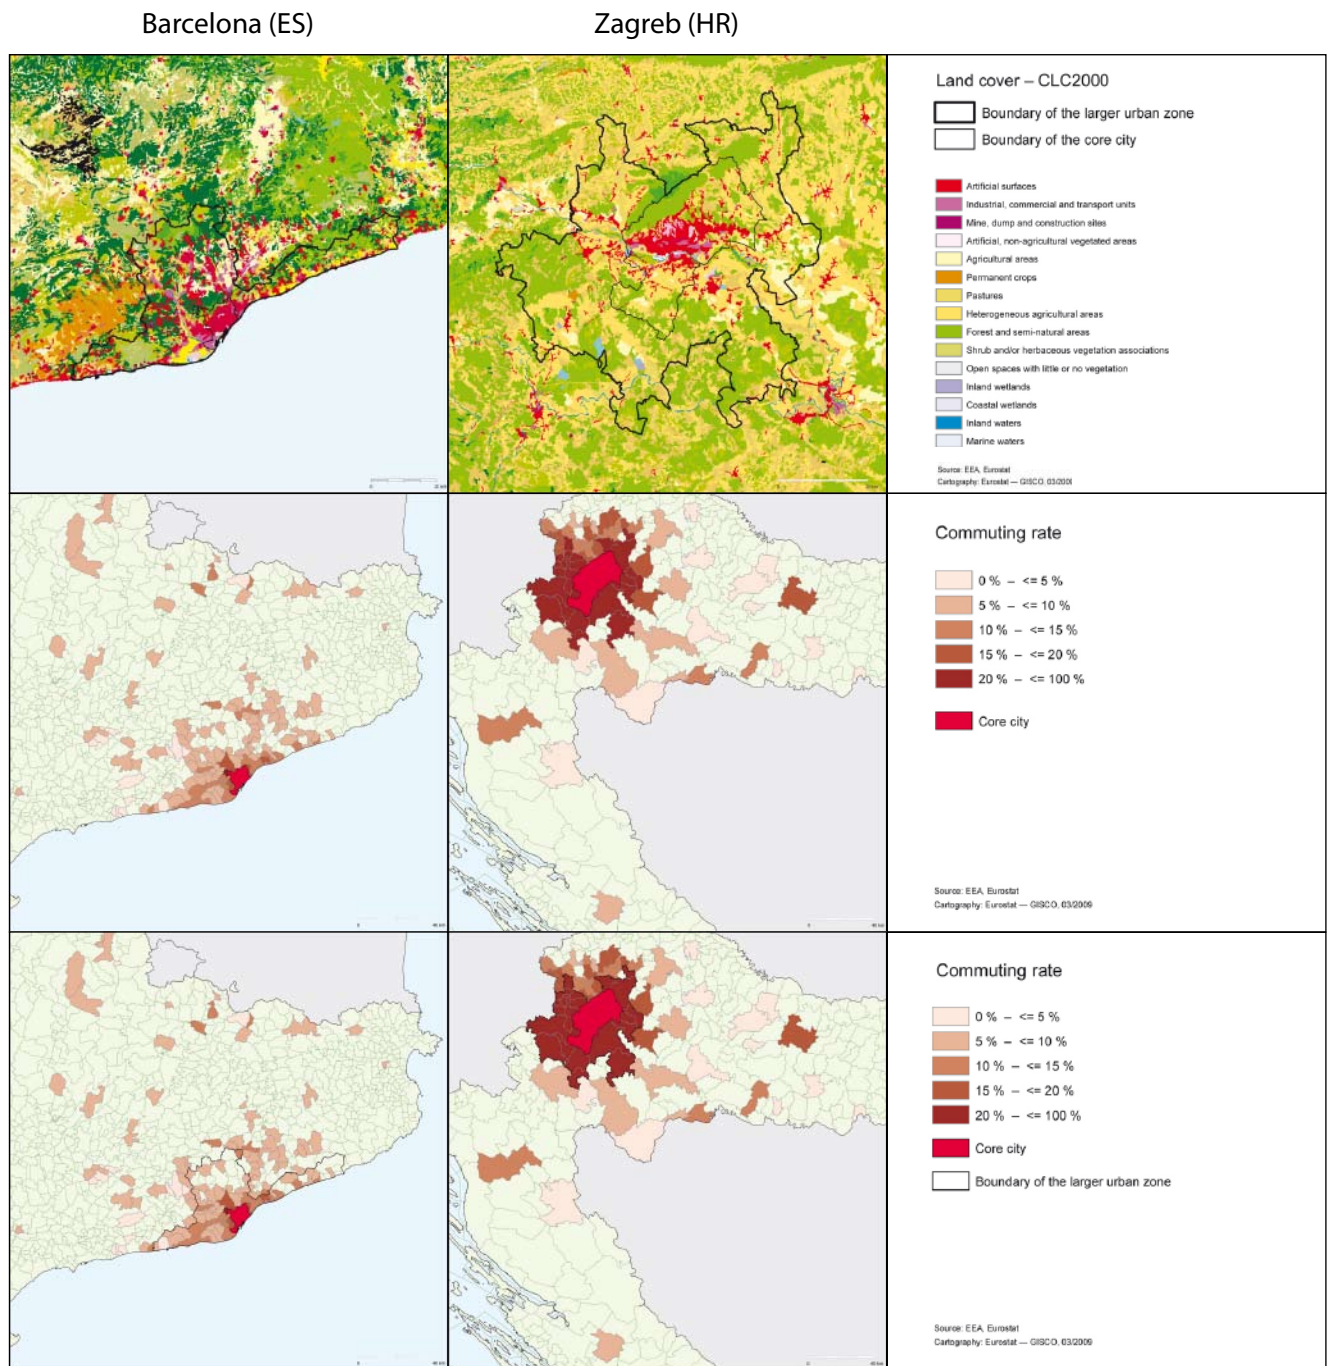 Barcelona (ES)
Zagreb (HR)
Land cover – CLC2000
Boundary of the larger urban zone
Boundary of the core city
Artificial surfaces
Industrial, commercial and transport units
Mine, dump and construction sites
Artificial, non-agricultural vegetated areas
Agricultural areas
Permanent crops
Pastures
Heterogeneous agricultural areas
Forest and semi-natural areas
Shrub and/or herbaceous vegetation associations
Open spaces with little or no vegetation
Inland wetlands
Coastal wetlands
Inland waters
Marine waters
Source: EEA, Eurostat
Cartography: Eurostat — GISCO, 03/200
Commuting rate
0 % – <= 5 %
5 % – <= 10 %
10 % – <= 15 %
15 % – <= 20 %
20 % – <= 100 %
Core city
Source: EEA, Eurostat
Cartography: Eurostat — GISCO, 03/2009
Commuting rate
0 % – <= 5 %
5 % – <= 10 %
10 % – <= 15 %
15 % – <= 20 %
20 % – <= 100 %
Core city
Boundary of the larger urban zone
Source: EEA, Eurostat
Cartography: Eurostat — GISCO, 03/2009